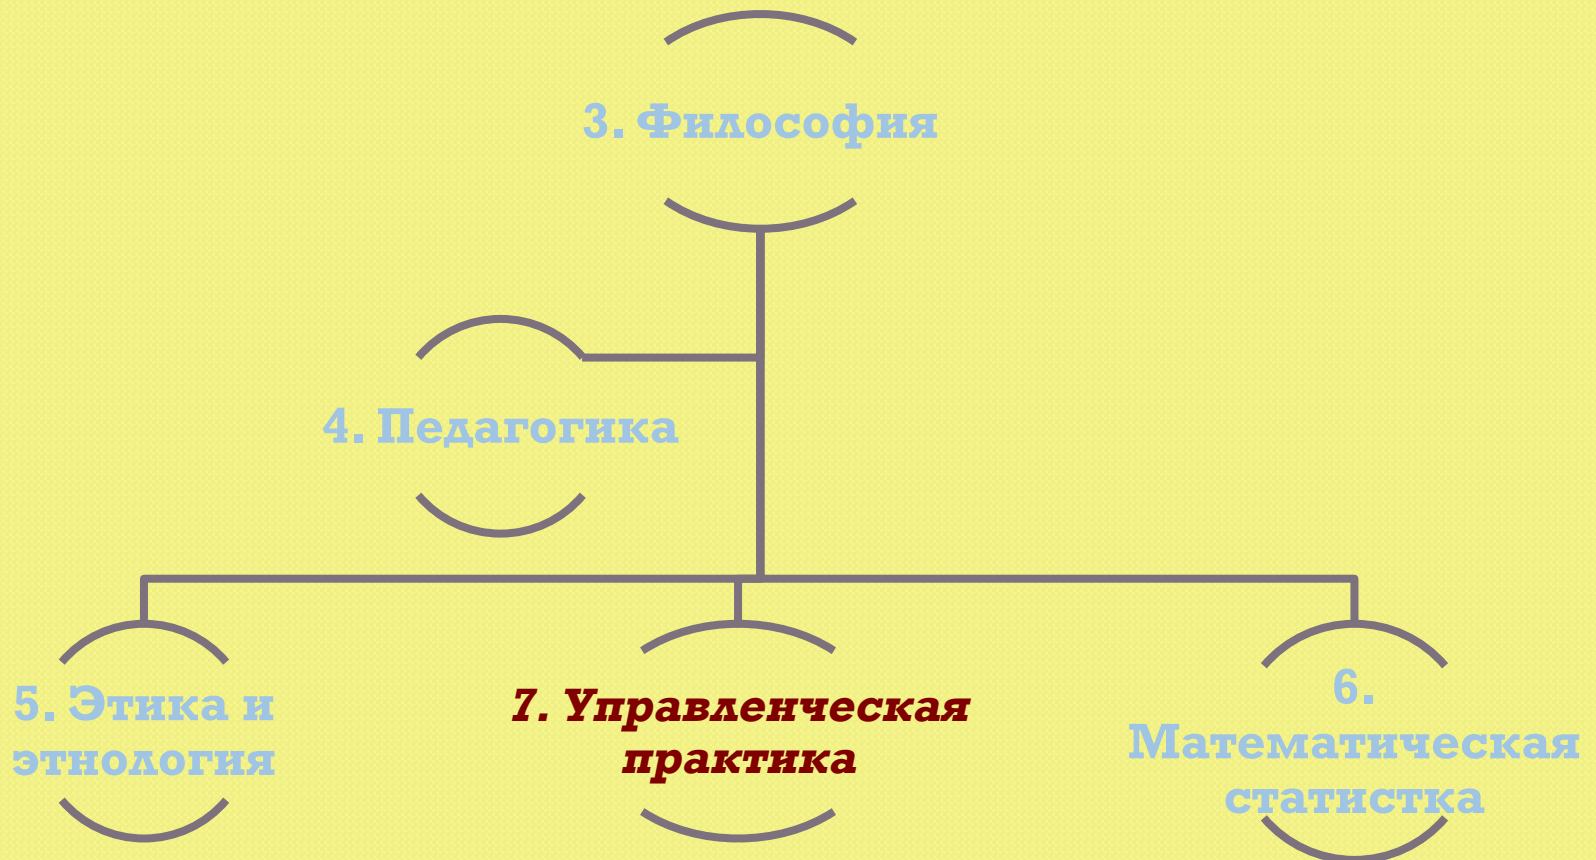 3. Философия
4. Педагогика
5. Этика и
этнология
7. Управленческая
практика
6.
Математическая
статистка